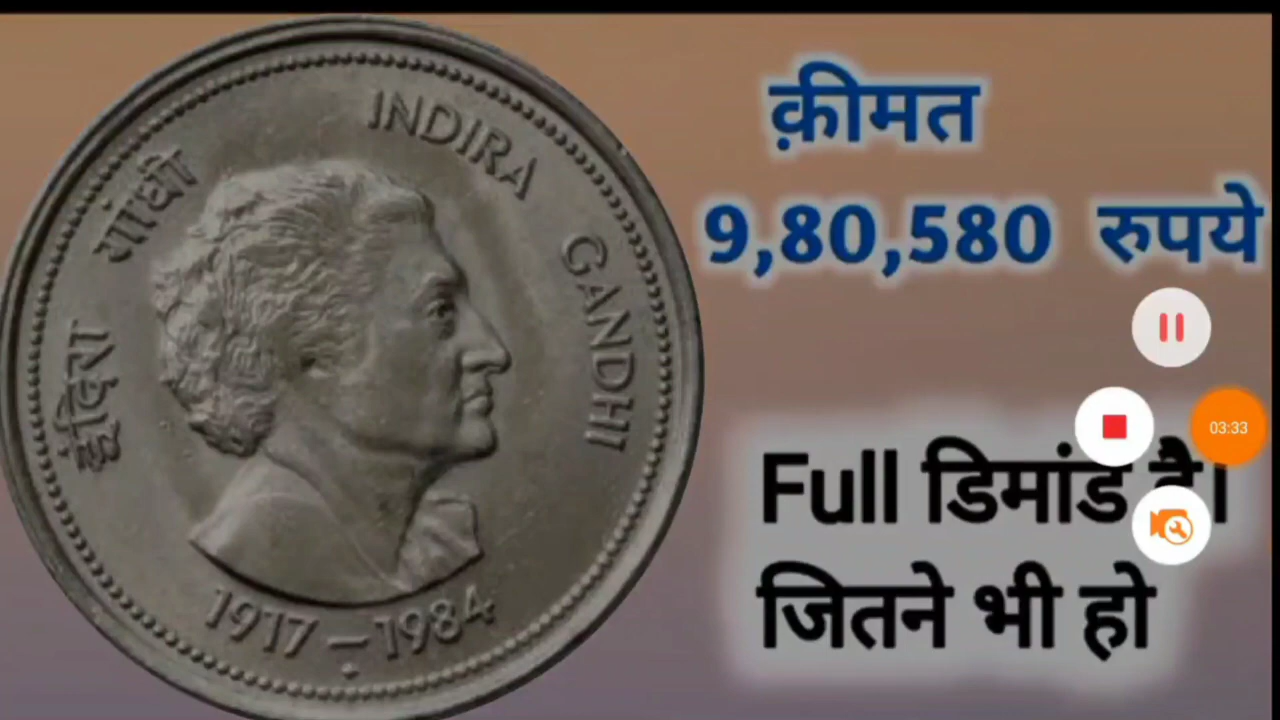 इंदिरा गांधी
INDIRA GANDHI
1917 – 1984
क़ीमत
9,80,580 रुपये
Full डिमांड है।
जितने भी हो
03:33